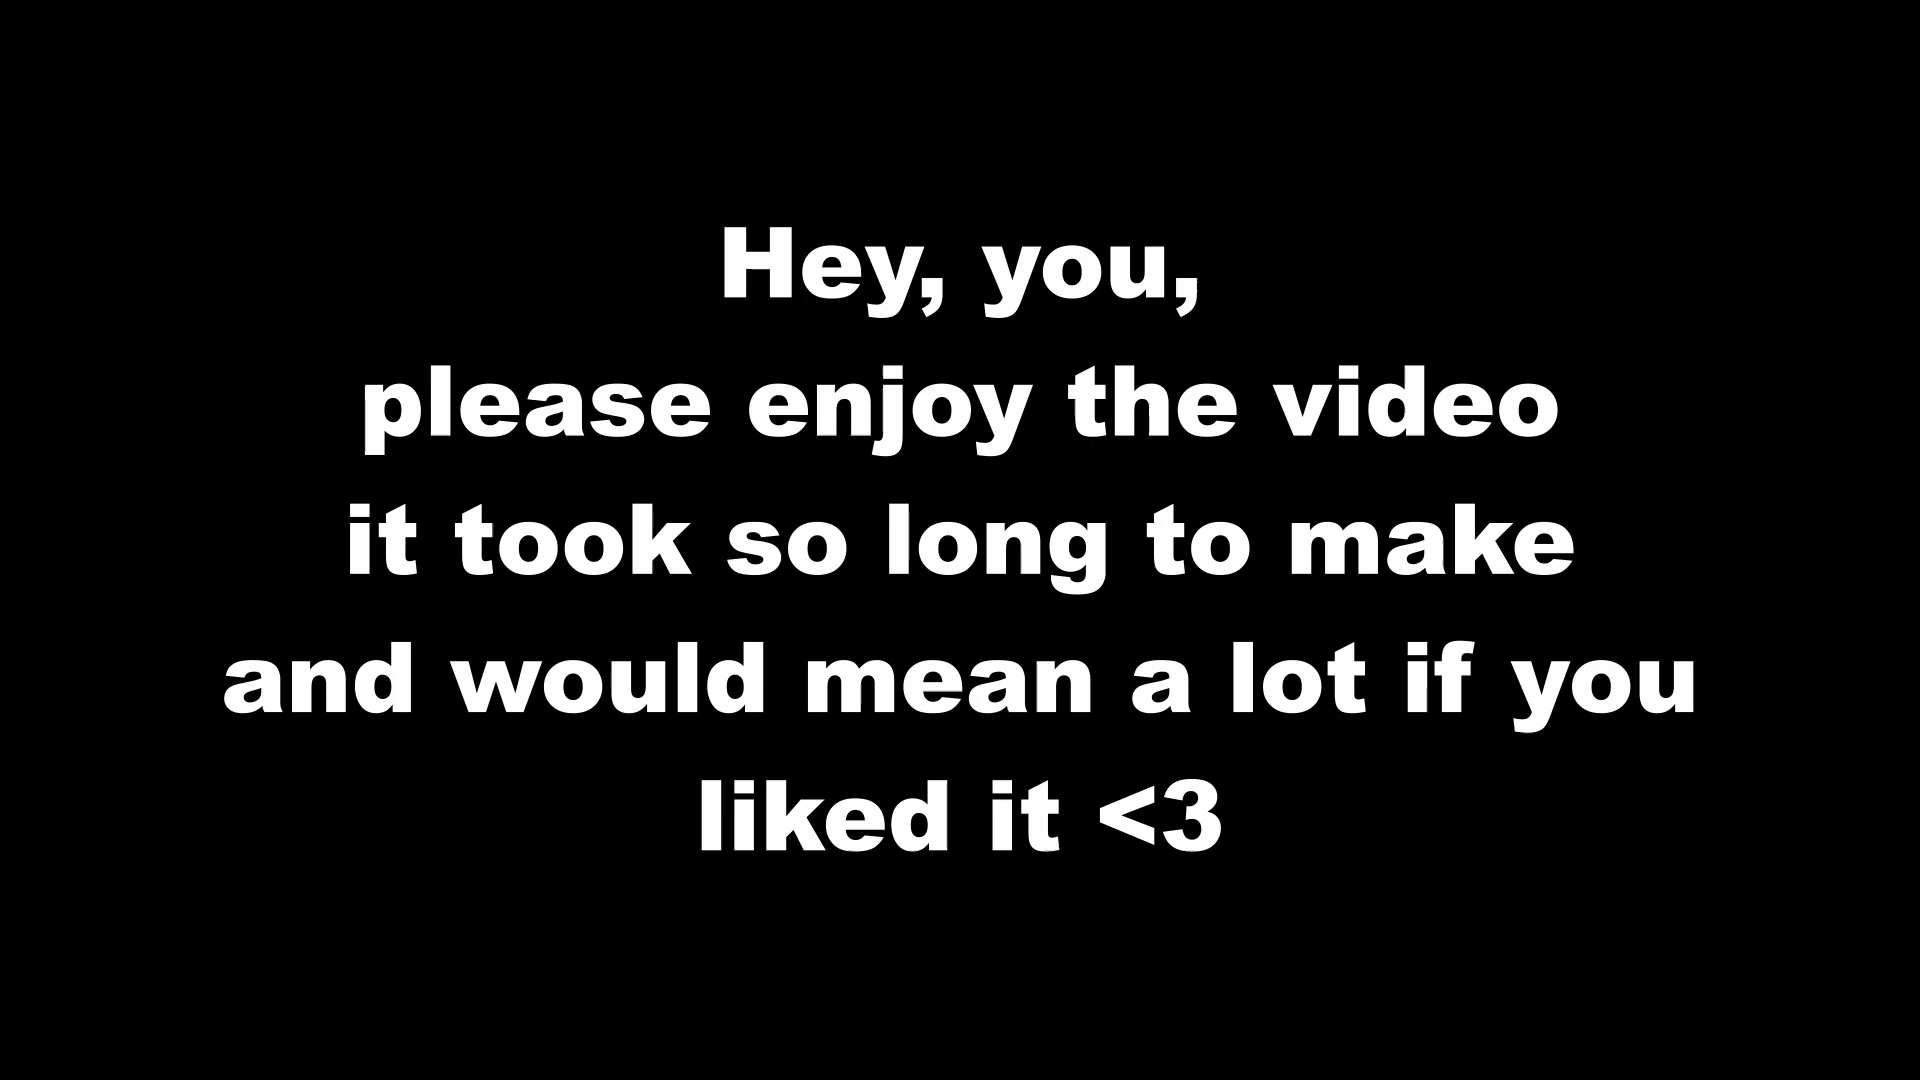 Hey, you,
please enjoy the video
it took so long to make
and would mean a lot if you
liked it <3